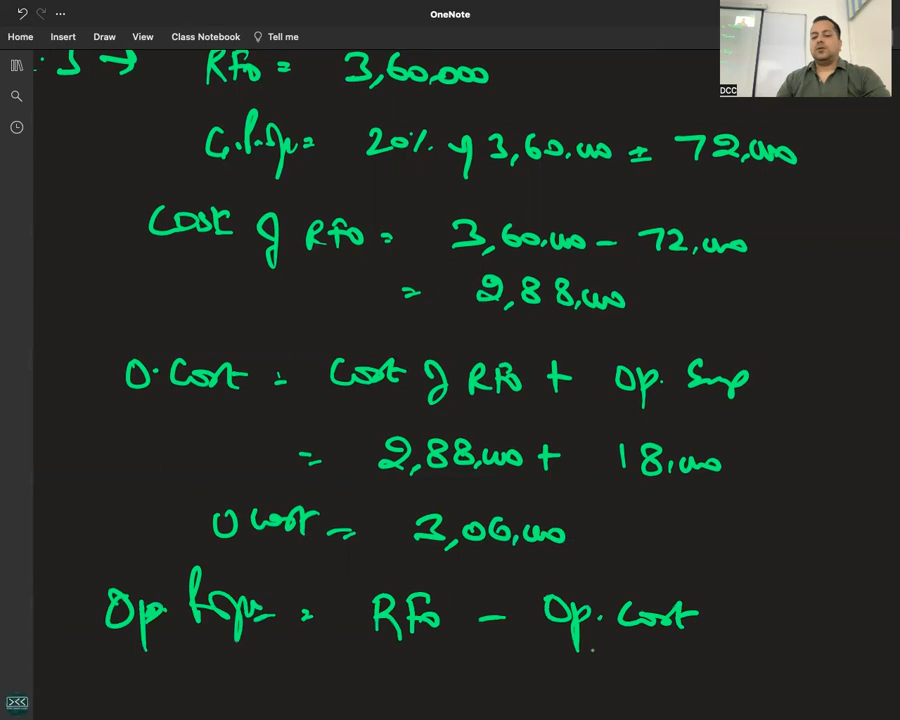 OneNote
Home Insert Draw View Class Notebook Tell me
DCC
RFO = 3,60,000
G.Profit = 20% of 3,60,000 = 72,000
Cost of RFO = 3,60,000 - 72,000
= 2,88,000
O. Cost = Cost of RFO + Op. Exp
= 2,88,000 + 18,000
O Cost = 3,06,000
Op. Profit = RFO - Op. Cost